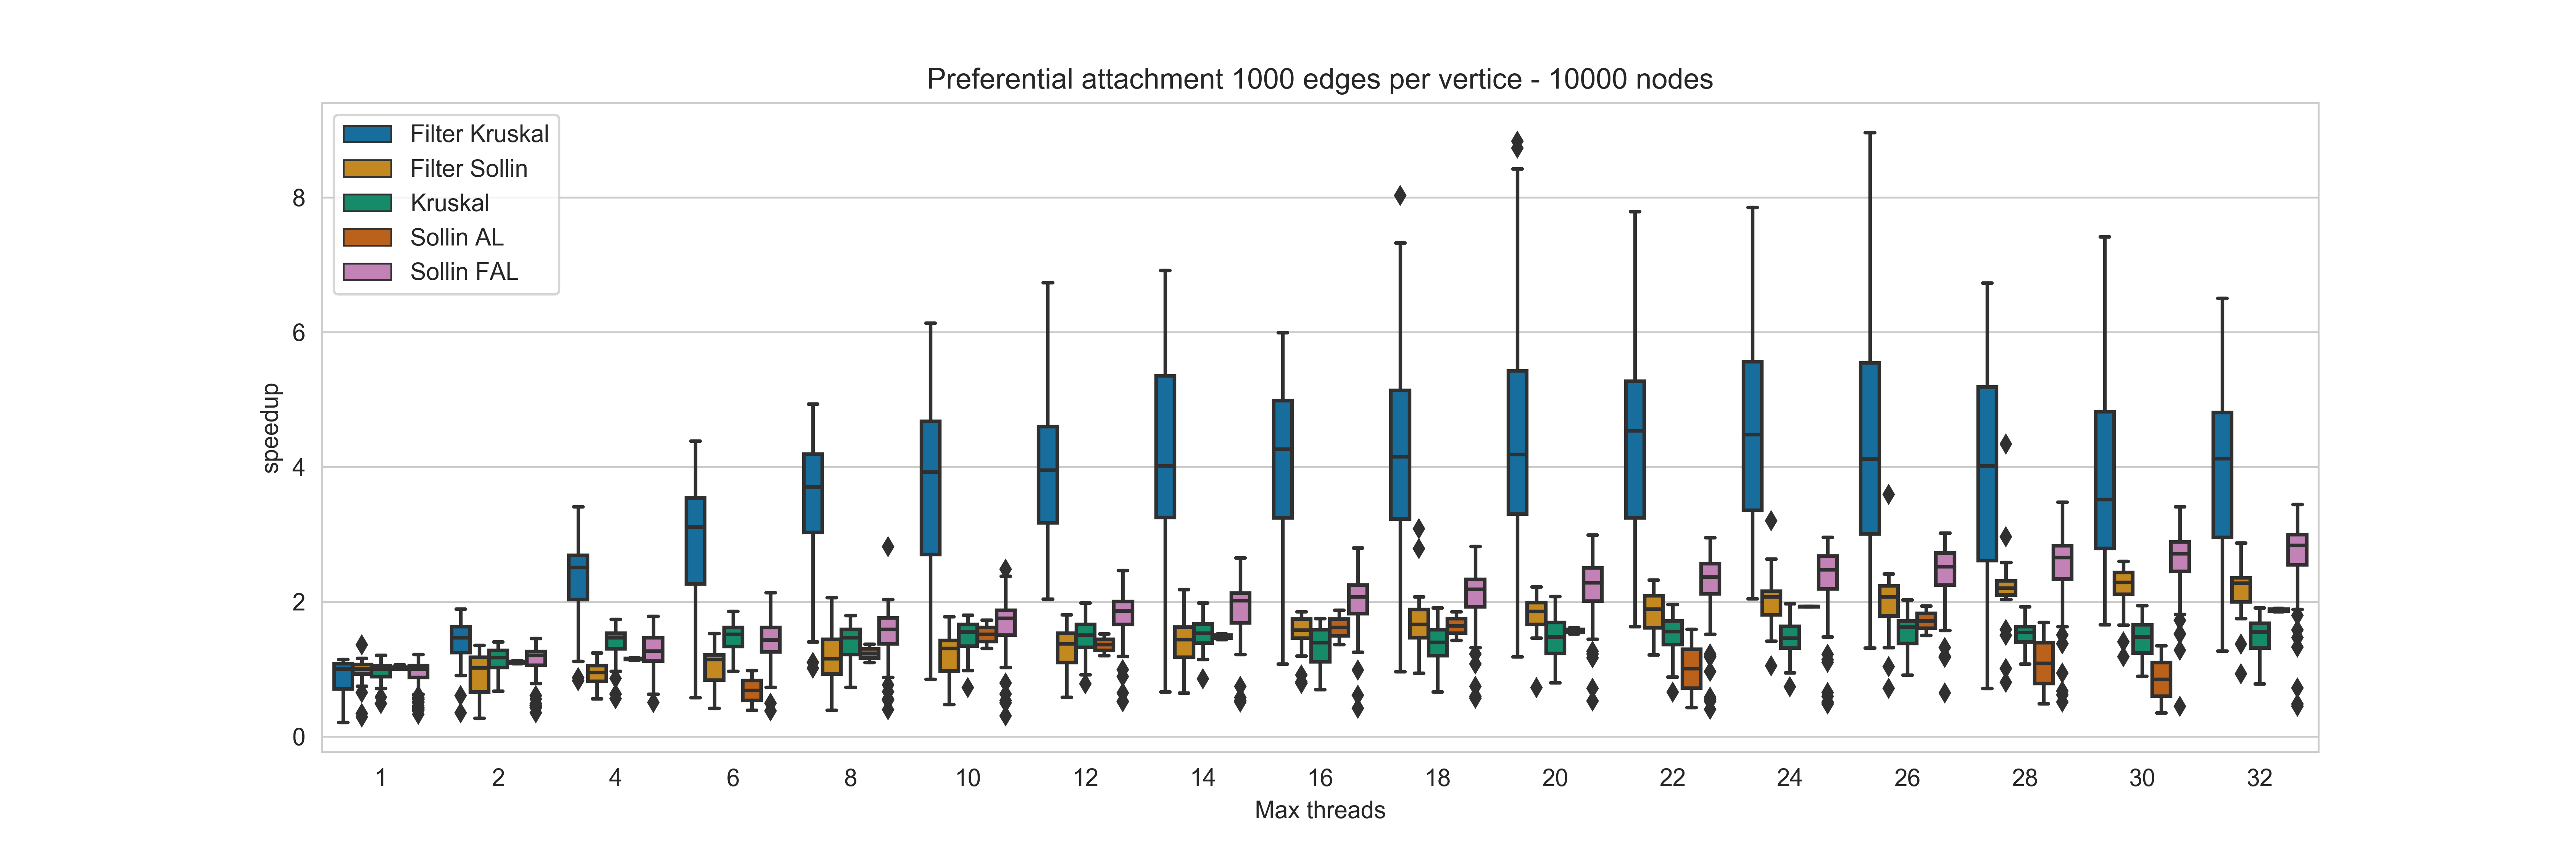 Preferential attachment 1000 edges per vertice - 10000 nodes
Filter Kruskal
Filter Sollin
Kruskal
Sollin AL
Sollin FAL
speedup
8
6
4
2
0
1 2 4 6 8 10 12 14 16 18 20 22 24 26 28 30 32
Max threads